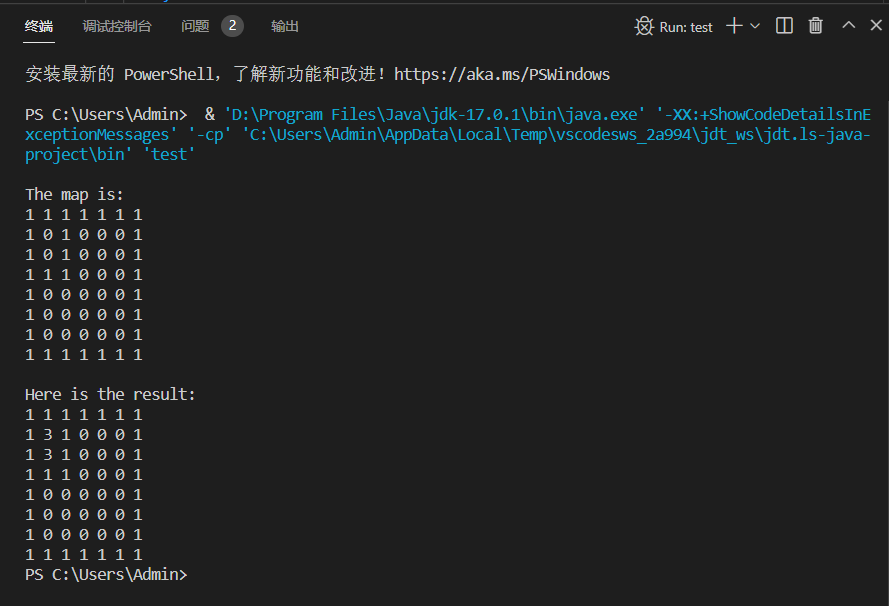 终端 调试控制台 问题 2 输出 Run: test
安装最新的 PowerShell，了解新功能和改进！https://aka.ms/PSWindows
PS C:\Users\Admin>  & 'D:\Program Files\Java\jdk-17.0.1\bin\java.exe' '-XX:+ShowCodeDetailsInE
xceptionMessages' '-cp' 'C:\Users\Admin\AppData\Local\Temp\vscodesws_2a994\jdt_ws\jdt.ls-java-
project\bin' 'test'
The map is:
1 1 1 1 1 1 1
1 0 1 0 0 0 1
1 0 1 0 0 0 1
1 1 1 0 0 0 1
1 0 0 0 0 0 1
1 0 0 0 0 0 1
1 0 0 0 0 0 1
1 1 1 1 1 1 1
Here is the result:
1 1 1 1 1 1 1
1 3 1 0 0 0 1
1 3 1 0 0 0 1
1 1 1 0 0 0 1
1 0 0 0 0 0 1
1 0 0 0 0 0 1
1 0 0 0 0 0 1
1 1 1 1 1 1 1
PS C:\Users\Admin>